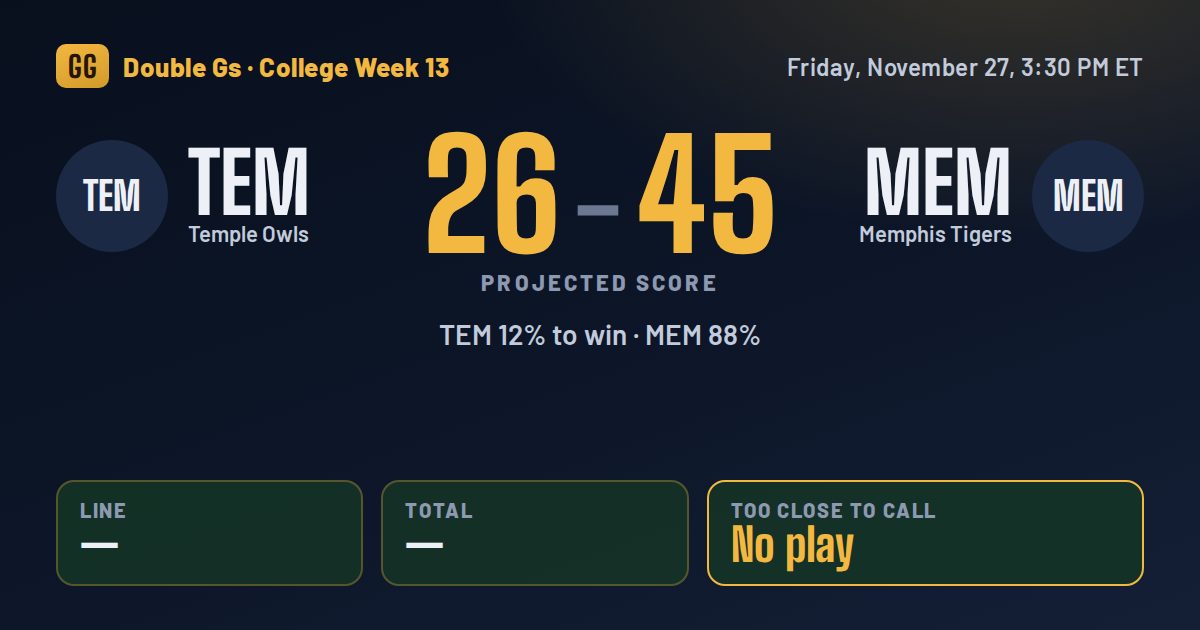 GG Double Gs · College Week 13
Friday, November 27, 3:30 PM ET
TEM
TEM
Temple Owls
26 – 45
PROJECTED SCORE
TEM 12% to win · MEM 88%
MEM
Memphis Tigers
MEM
LINE
—
TOTAL
—
TOO CLOSE TO CALL
No play